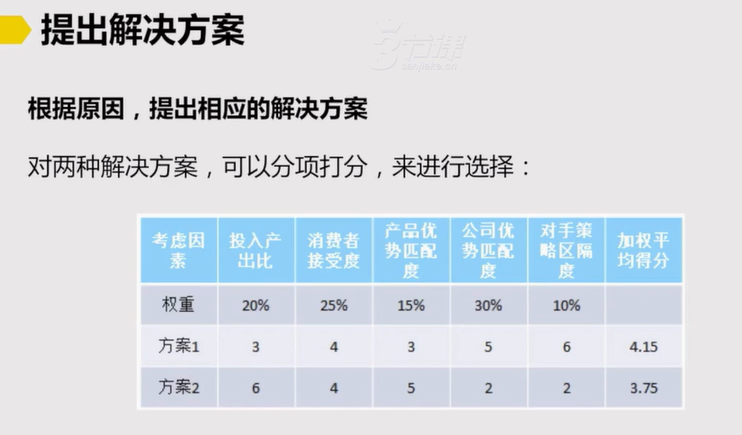 提出解决方案
3节课
sanjieke.cn
根据原因，提出相应的解决方案
对两种解决方案，可以分项打分，来进行选择：
考虑因素 投入产出比 消费者接受度 产品优势匹配度 公司优势匹配度 对手策略区隔度 加权平均得分
权重 20% 25% 15% 30% 10%
方案1 3 4 3 5 6 4.15
方案2 6 4 5 2 2 3.75